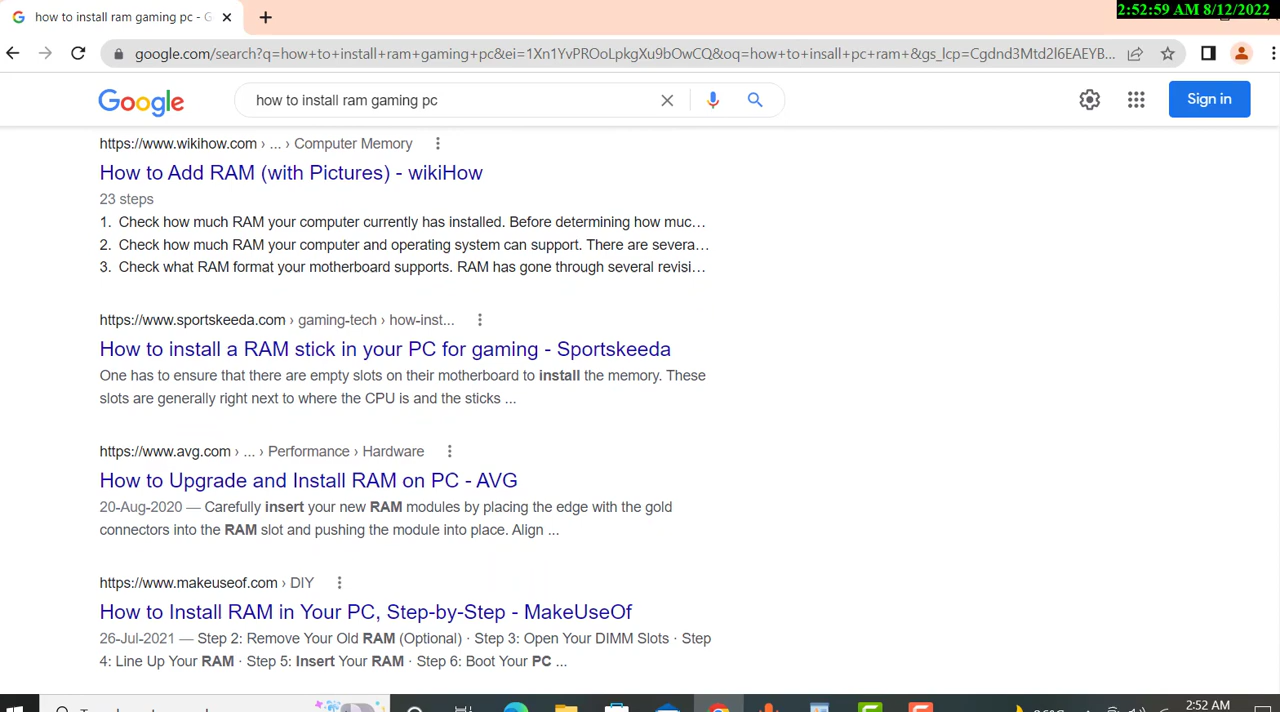 how to install ram gaming pc - G
2:52:59 AM 8/12/2022
google.com/search?q=how+to+install+ram+gaming+pc&ei=1Xn1YvPROoLpkgXu9bOwCQ&oq=how+to+insall+pc+ram+&gs_lcp=Cgdnd3Mtd2l6EAEYB...
Google
how to install ram gaming pc
Sign in
https://www.wikihow.com › ... › Computer Memory
How to Add RAM (with Pictures) - wikiHow
23 steps
1. Check how much RAM your computer currently has installed. Before determining how muc...
2. Check how much RAM your computer and operating system can support. There are severa...
3. Check what RAM format your motherboard supports. RAM has gone through several revisi...
https://www.sportskeeda.com › gaming-tech › how-inst...
How to install a RAM stick in your PC for gaming - Sportskeeda
One has to ensure that there are empty slots on their motherboard to install the memory. These
slots are generally right next to where the CPU is and the sticks ...
https://www.avg.com › ... › Performance › Hardware
How to Upgrade and Install RAM on PC - AVG
20-Aug-2020 — Carefully insert your new RAM modules by placing the edge with the gold
connectors into the RAM slot and pushing the module into place. Align ...
https://www.makeuseof.com › DIY
How to Install RAM in Your PC, Step-by-Step - MakeUseOf
26-Jul-2021 — Step 2: Remove Your Old RAM (Optional) · Step 3: Open Your DIMM Slots · Step
4: Line Up Your RAM · Step 5: Insert Your RAM · Step 6: Boot Your PC ...
2:52 AM